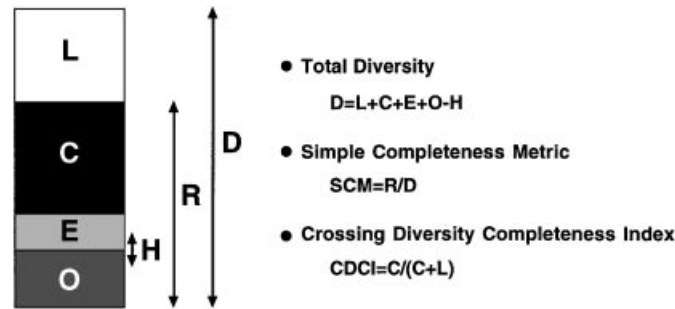 L
C
E
O
H
R
D
● Total Diversity
D=L+C+E+O-H
● Simple Completeness Metric
SCM=R/D
● Crossing Diversity Completeness Index
CDCI=C/(C+L)